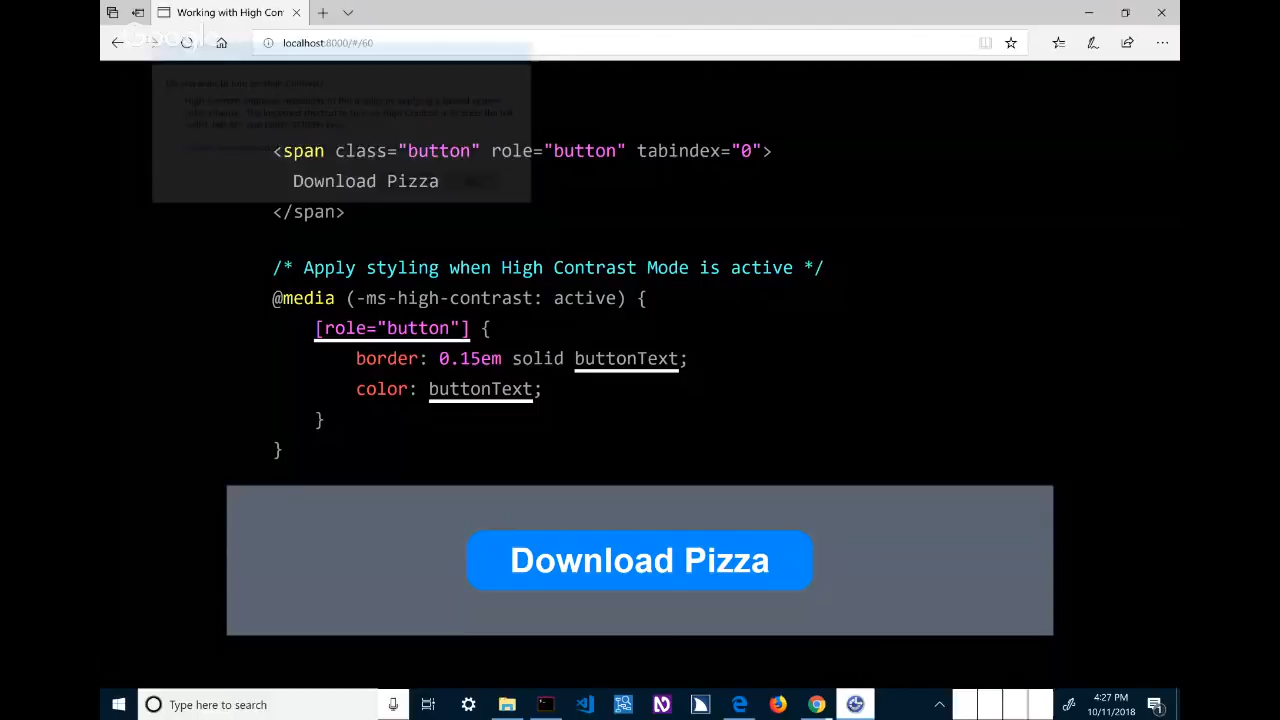 Working with High Con
Google
localhost:8000/#/60
<span class="button" role="button" tabindex="0">
Download Pizza
</span>
/* Apply styling when High Contrast Mode is active */
@media (-ms-high-contrast: active) {
[role="button"] {
border: 0.15em solid buttonText;
color: buttonText;
}
}
Download Pizza
Type here to search
4:27 PM
10/11/2018